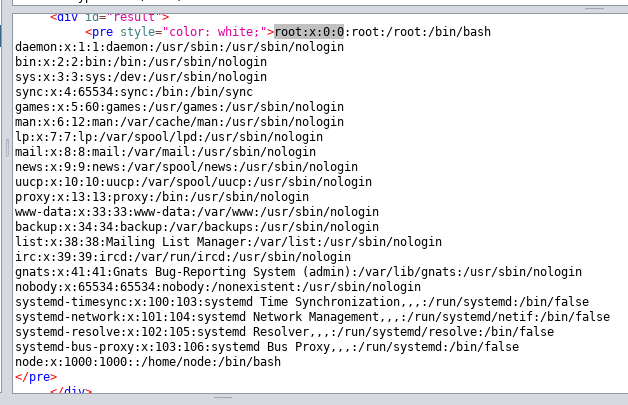 <div id="result">
<pre style="color: white;">root:x:0:0:root:/root:/bin/bash
daemon:x:1:1:daemon:/usr/sbin:/usr/sbin/nologin
bin:x:2:2:bin:/bin:/usr/sbin/nologin
sys:x:3:3:sys:/dev:/usr/sbin/nologin
sync:x:4:65534:sync:/bin:/bin/sync
games:x:5:60:games:/usr/games:/usr/sbin/nologin
man:x:6:12:man:/var/cache/man:/usr/sbin/nologin
lp:x:7:7:lp:/var/spool/lpd:/usr/sbin/nologin
mail:x:8:8:mail:/var/mail:/usr/sbin/nologin
news:x:9:9:news:/var/spool/news:/usr/sbin/nologin
uucp:x:10:10:uucp:/var/spool/uucp:/usr/sbin/nologin
proxy:x:13:13:proxy:/bin:/usr/sbin/nologin
www-data:x:33:33:www-data:/var/www:/usr/sbin/nologin
backup:x:34:34:backup:/var/backups:/usr/sbin/nologin
list:x:38:38:Mailing List Manager:/var/list:/usr/sbin/nologin
irc:x:39:39:ircd:/var/run/ircd:/usr/sbin/nologin
gnats:x:41:41:Gnats Bug-Reporting System (admin):/var/lib/gnats:/usr/sbin/nologin
nobody:x:65534:65534:nobody:/nonexistent:/usr/sbin/nologin
systemd-timesync:x:100:103:systemd Time Synchronization,,,:/run/systemd:/bin/false
systemd-network:x:101:104:systemd Network Management,,,:/run/systemd/netif:/bin/false
systemd-resolve:x:102:105:systemd Resolver,,,:/run/systemd/resolve:/bin/false
systemd-bus-proxy:x:103:106:systemd Bus Proxy,,,:/run/systemd:/bin/false
node:x:1000:1000::/home/node:/bin/bash
</pre>
</div>